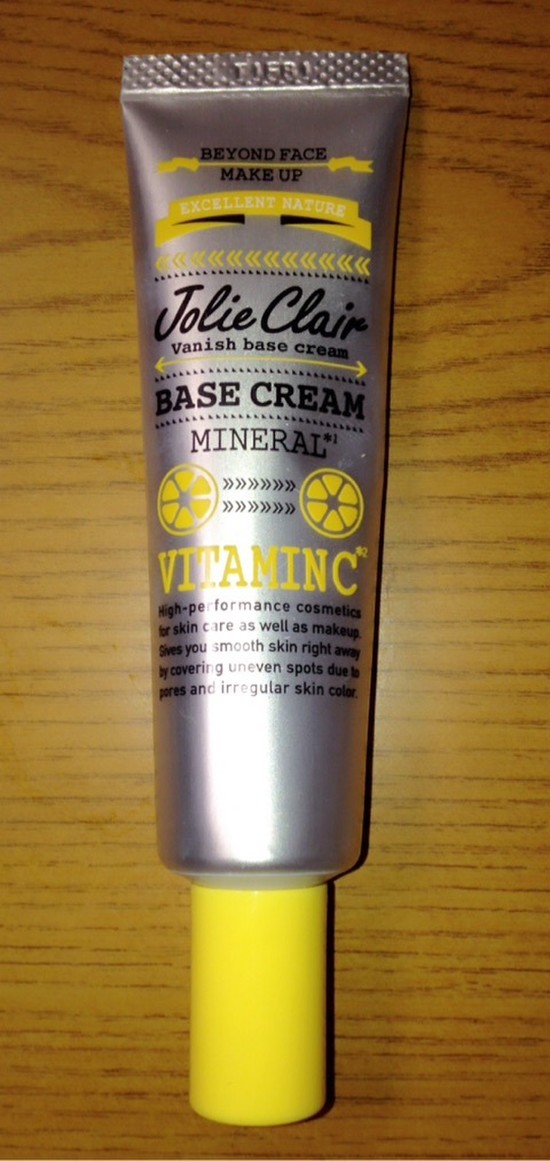 BEYOND FACE
MAKE UP
EXCELLENT NATURE
Jolie Clair
Vanish base cream
BASE CREAM
MINERAL*1
VITAMINC*2
High-performance cosmetics
for skin care as well as makeup.
Gives you smooth skin right away
by covering uneven spots due to
pores and irregular skin color.